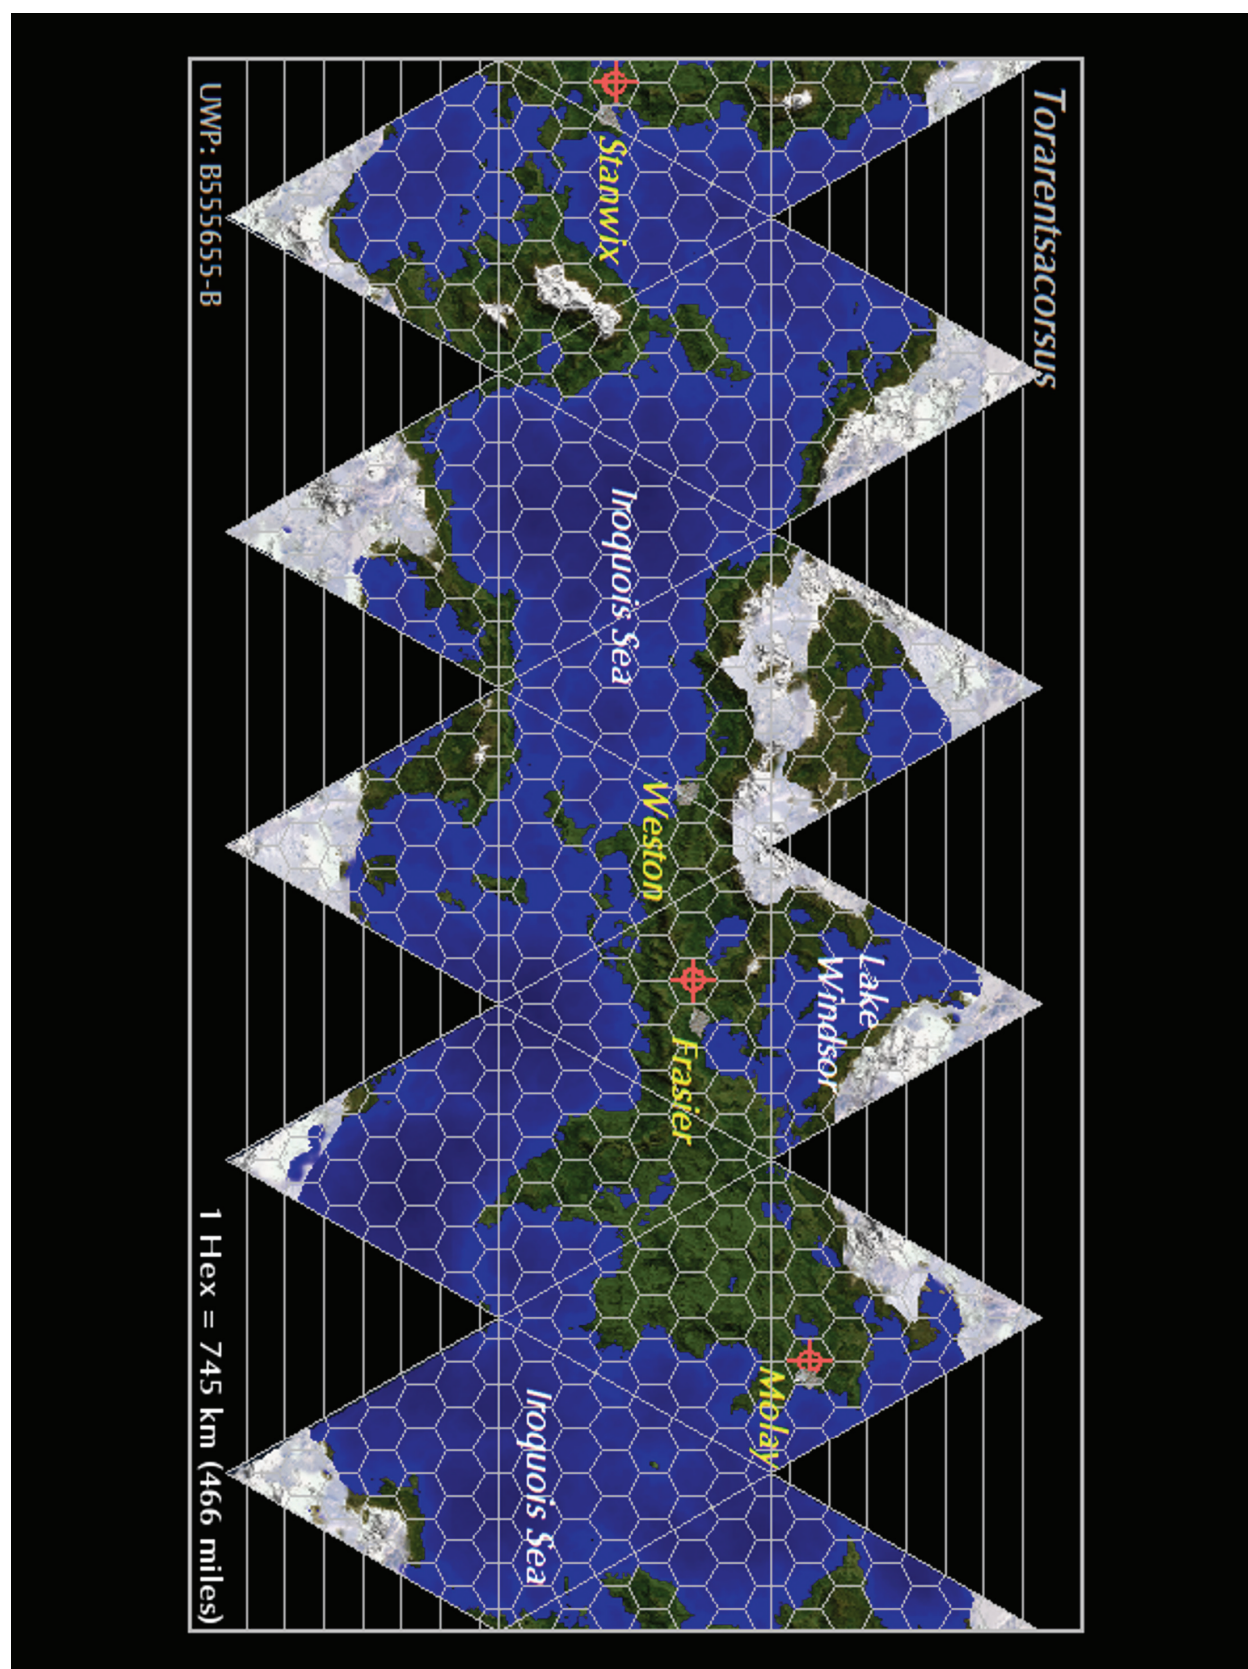 Torarentsacorsus
Stanwix
Iroquois Sea
Weston
Lake
Windsor
Frasier
Molay
Iroquois Sea
UWP: B555655-B
1 Hex = 745 km (466 miles)